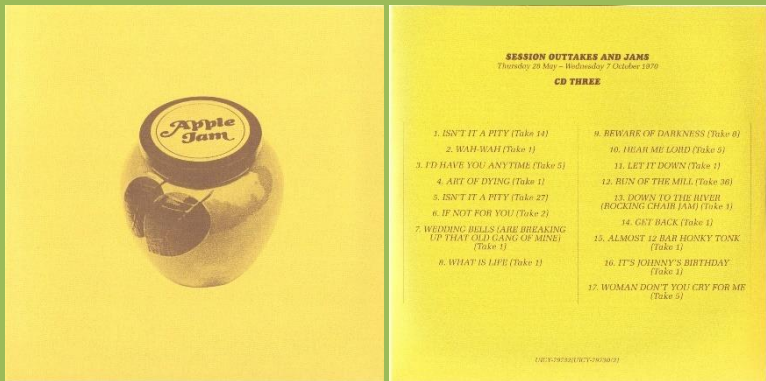 Apple
Jam
SESSION OUTTAKES AND JAMS
Thursday 28 May – Wednesday 7 October 1970
CD THREE
1. ISN'T IT A PITY (Take 14)
2. WAH-WAH (Take 1)
3. I'D HAVE YOU ANYTIME (Take 5)
4. ART OF DYING (Take 1)
5. ISN'T IT A PITY (Take 27)
6. IF NOT FOR YOU (Take 2)
7. WEDDING BELLS (ARE BREAKING
UP THAT OLD GANG OF MINE)
(Take 1)
8. WHAT IS LIFE (Take 1)
9. BEWARE OF DARKNESS (Take 8)
10. HEAR ME LORD (Take 5)
11. LET IT DOWN (Take 1)
12. RUN OF THE MILL (Take 36)
13. DOWN TO THE RIVER
(ROCKING CHAIR JAM) (Take 1)
14. GET BACK (Take 1)
15. ALMOST 12 BAR HONKY TONK
(Take 1)
16. IT'S JOHNNY'S BIRTHDAY
(Take 1)
17. WOMAN DON'T YOU CRY FOR ME
(Take 5)